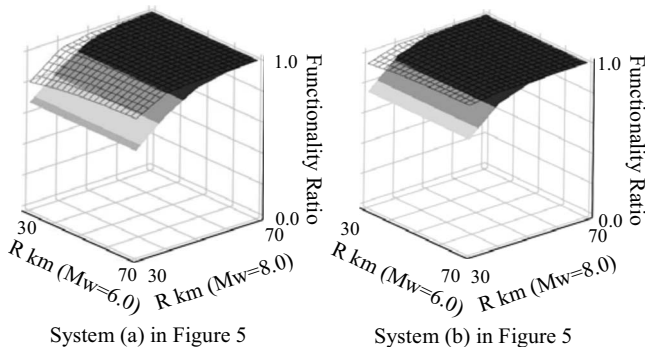 1.0
Functionality Ratio
0.0
30
70
R km (Mw=6.0)
70
30
R km (Mw=8.0)
System (a) in Figure 5
1.0
Functionality Ratio
0.0
30
70
R km (Mw=6.0)
70
30
R km (Mw=8.0)
System (b) in Figure 5